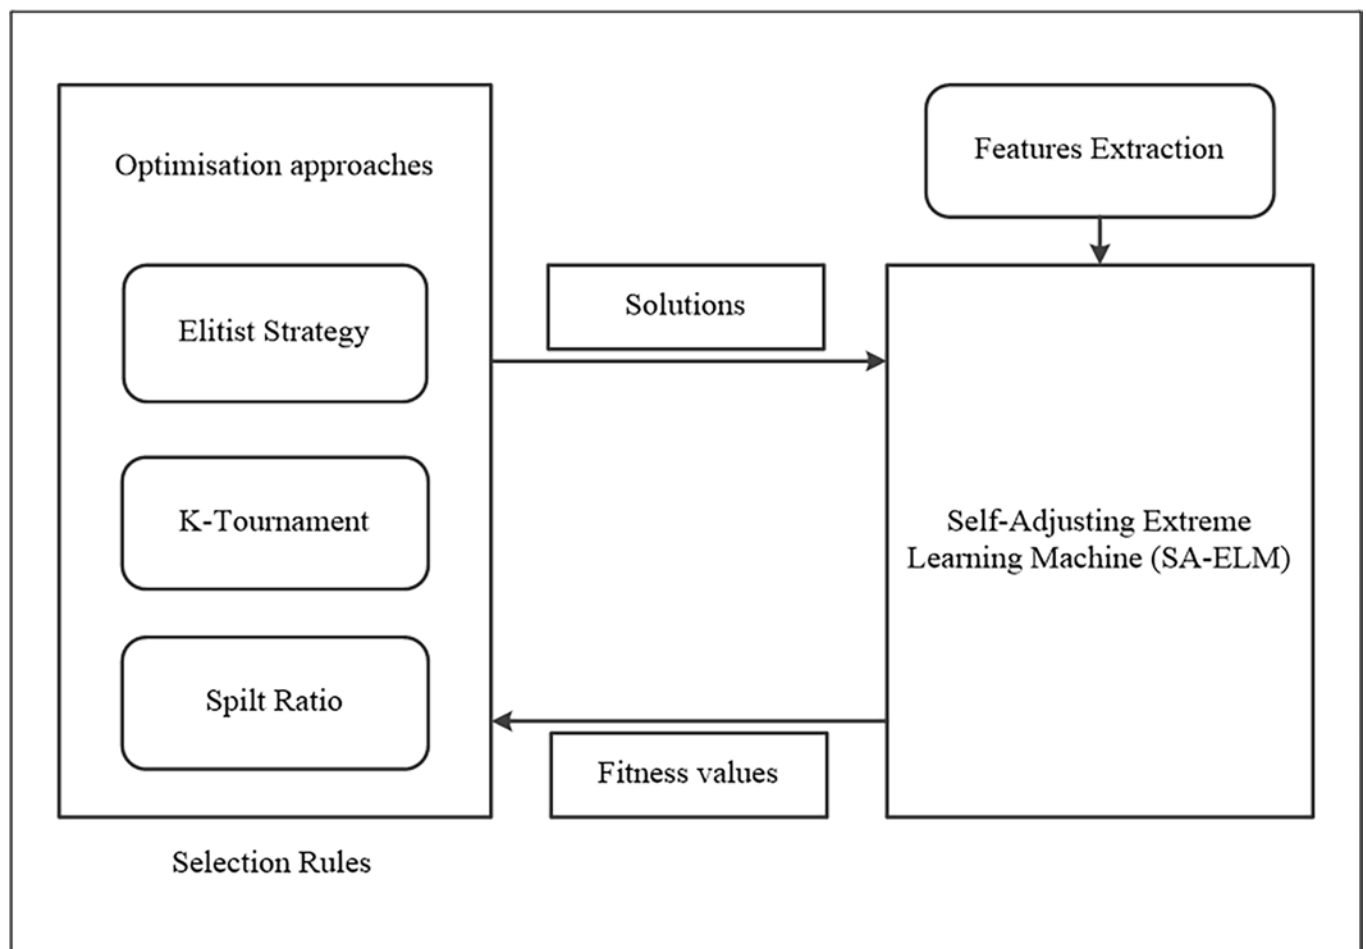 Optimisation approaches
Elitist Strategy
K-Tournament
Spilt Ratio
Selection Rules
Solutions
Fitness values
Features Extraction
Self-Adjusting Extreme
Learning Machine (SA-ELM)